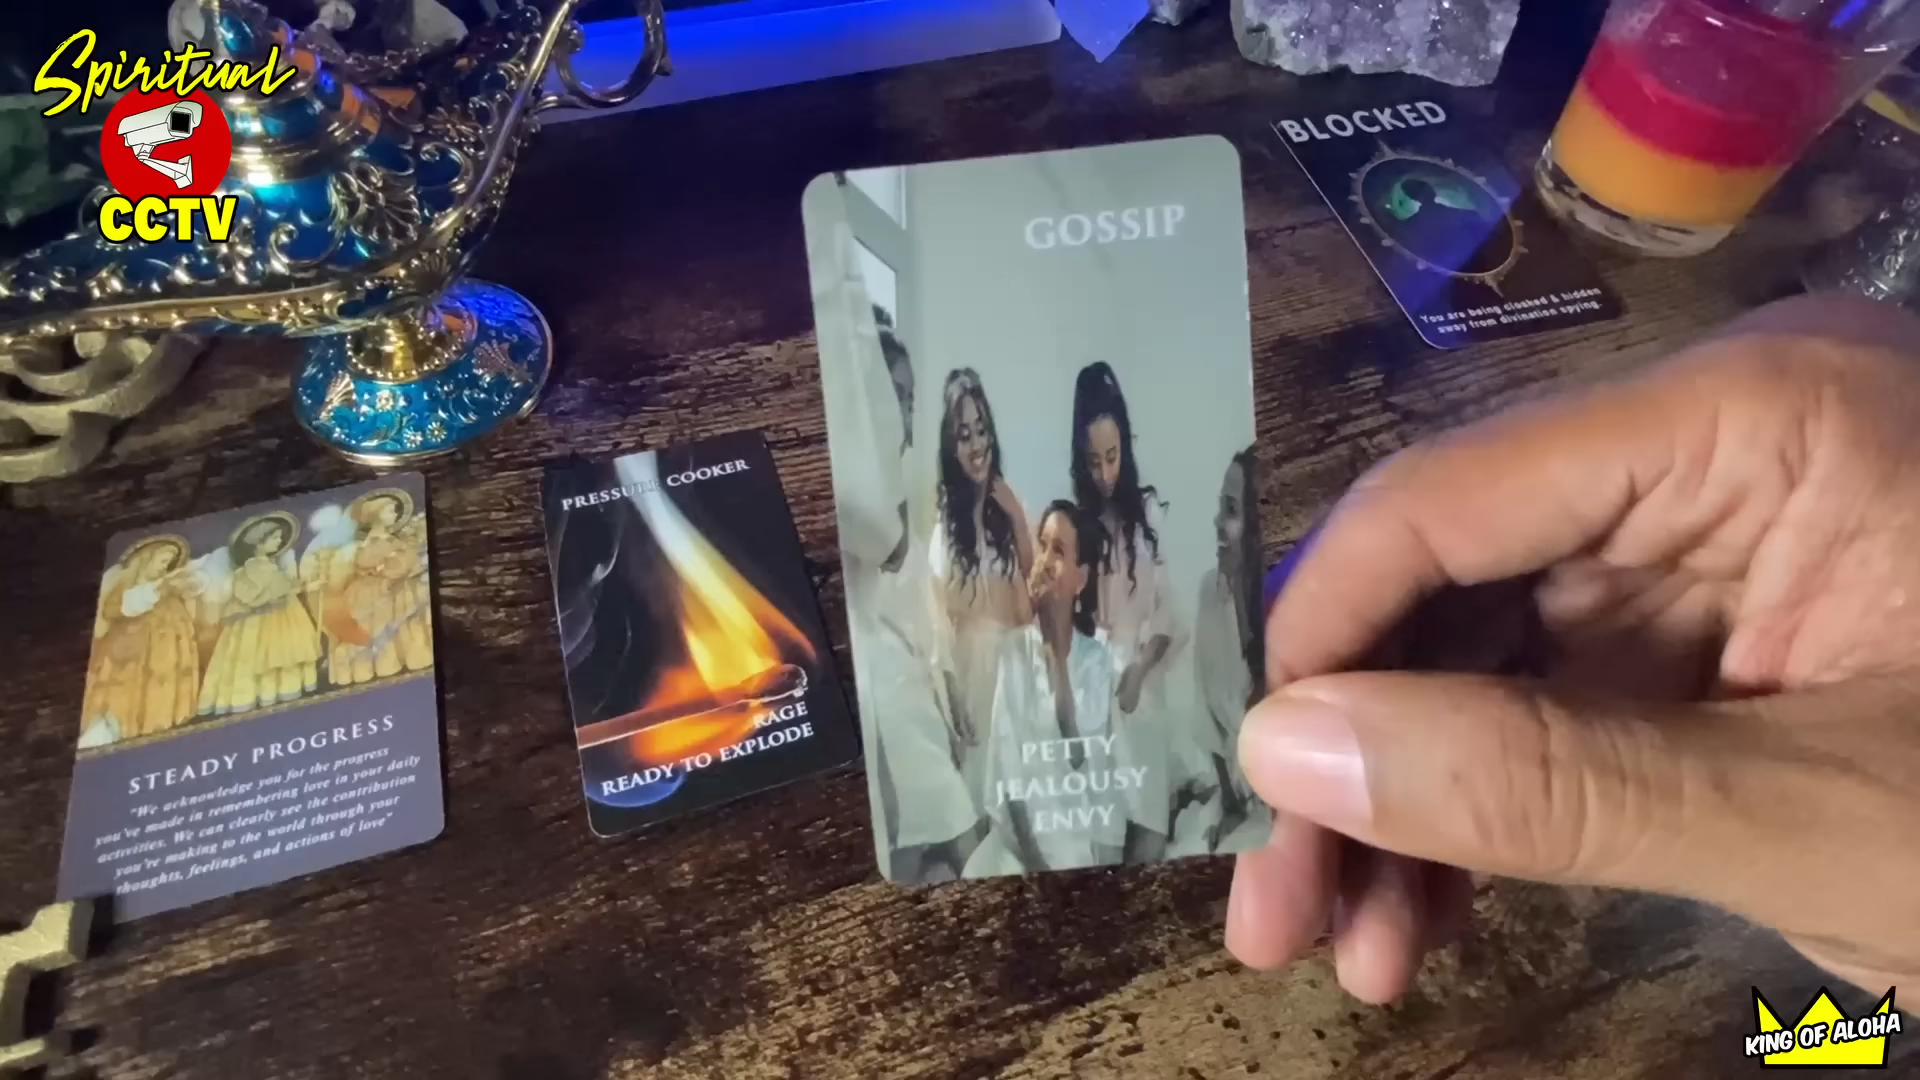 Spiritual
CCTV
BLOCKED
You are being cloaked & hidden
away from divination spying.
GOSSIP
PETTY
JEALOUSY
ENVY
PRESSURE COOKER
RAGE
READY TO EXPLODE
STEADY PROGRESS
"We acknowledge you for the progress
you've made in remembering love in your daily
activities. We can clearly see the contribution
you're making to the world through your
thoughts, feelings, and actions of love"
KING OF ALOHA